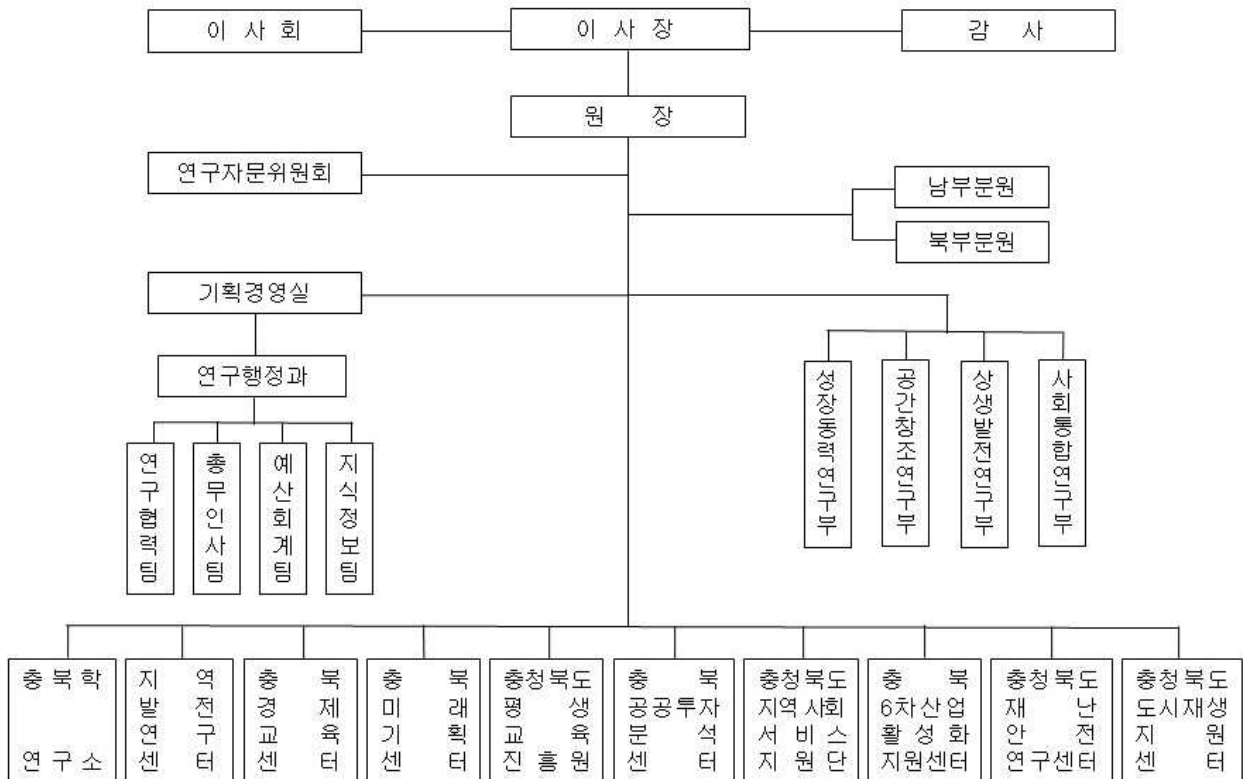 이 사 회
이 사 장
감 사
원 장
연구자문위원회
남부분원
북부분원
기획경영실
연구행정과
성장동력연구부
공간창조연구부
상생발전연구부
사회통합연구부
연구협력팀
총무인사팀
예산회계팀
지식정보팀
충 북 학
연 구 소
지 역
발 전
연 구
센 터
충 북
경 제
교 육
센 터
충 북
미 래
기 획
센 터
충청북도
평 생
교 육
진 흥 원
충 북
공공투자
분 석
센 터
충청북도
지역사회
서 비 스
지 원 단
충 북
6차산업
활 성 화
지원센터
충청북도
재 난
안 전
연구센터
충청북도
도시재생
지 원
센 터